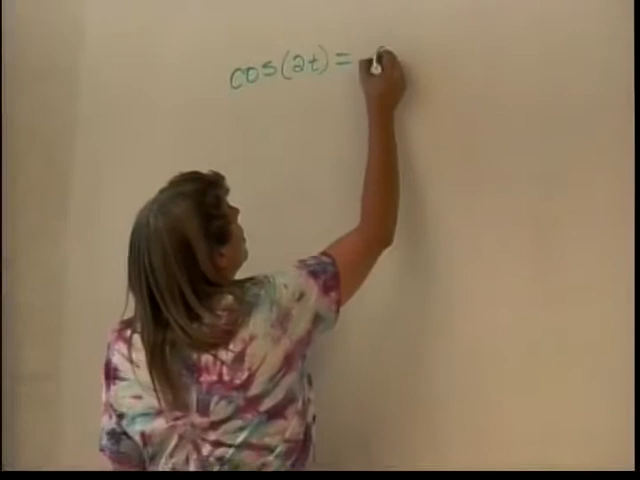 cos(2t) =